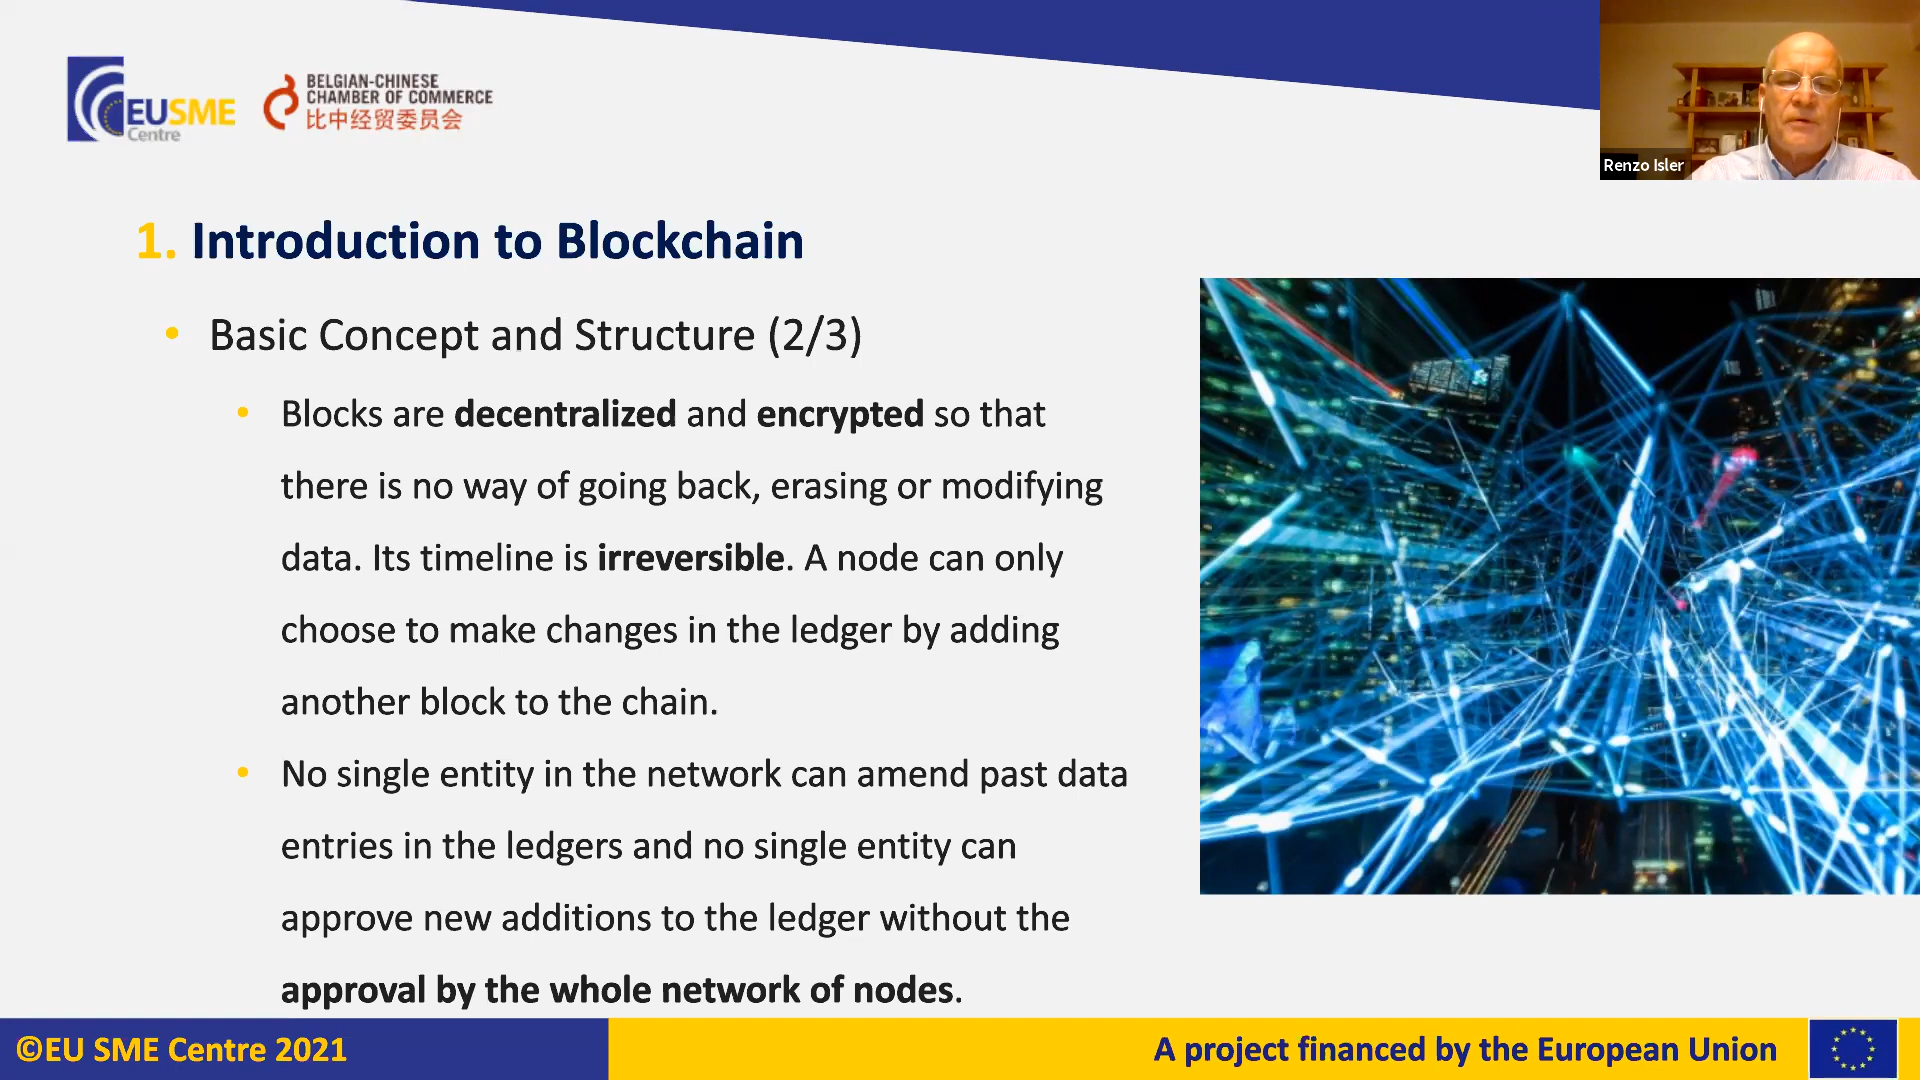 EUSME
Centre
BELGIAN-CHINESE
CHAMBER OF COMMERCE
比中经贸委员会
Renzo Isler
1. Introduction to Blockchain
• Basic Concept and Structure (2/3)
• Blocks are decentralized and encrypted so that
there is no way of going back, erasing or modifying
data. Its timeline is irreversible. A node can only
choose to make changes in the ledger by adding
another block to the chain.
• No single entity in the network can amend past data
entries in the ledgers and no single entity can
approve new additions to the ledger without the
approval by the whole network of nodes.
©EU SME Centre 2021
A project financed by the European Union